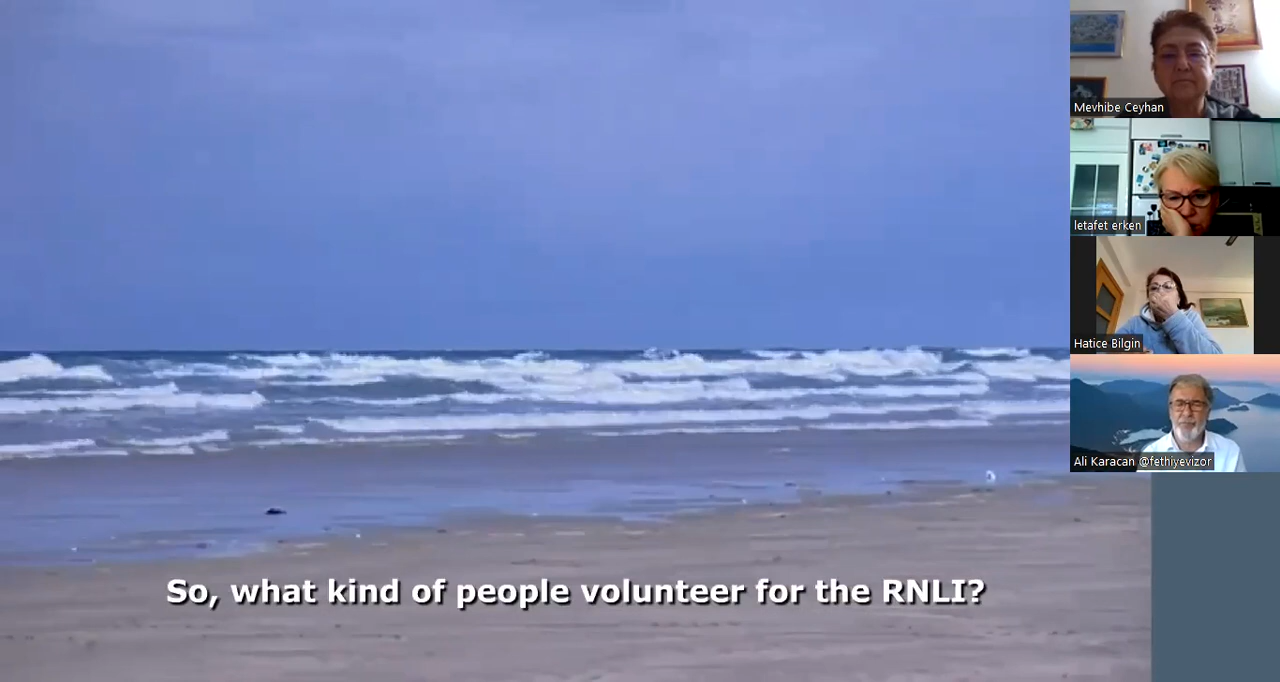 Mevhibe Ceyhan
letafet erken
Hatice Bilgin
Ali Karacan @fethiyevizor
So, what kind of people volunteer for the RNLI?